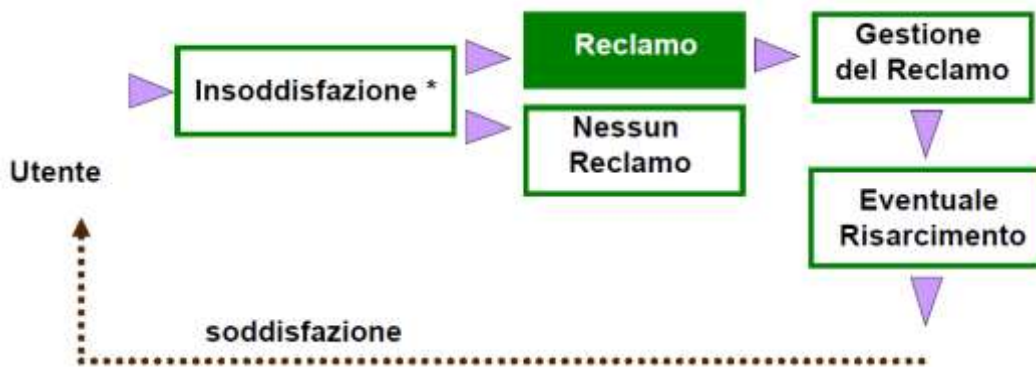 Reclamo
Gestione
del Reclamo
Insoddisfazione *
Nessun
Reclamo
Utente
Eventuale
Risarcimento
soddisfazione